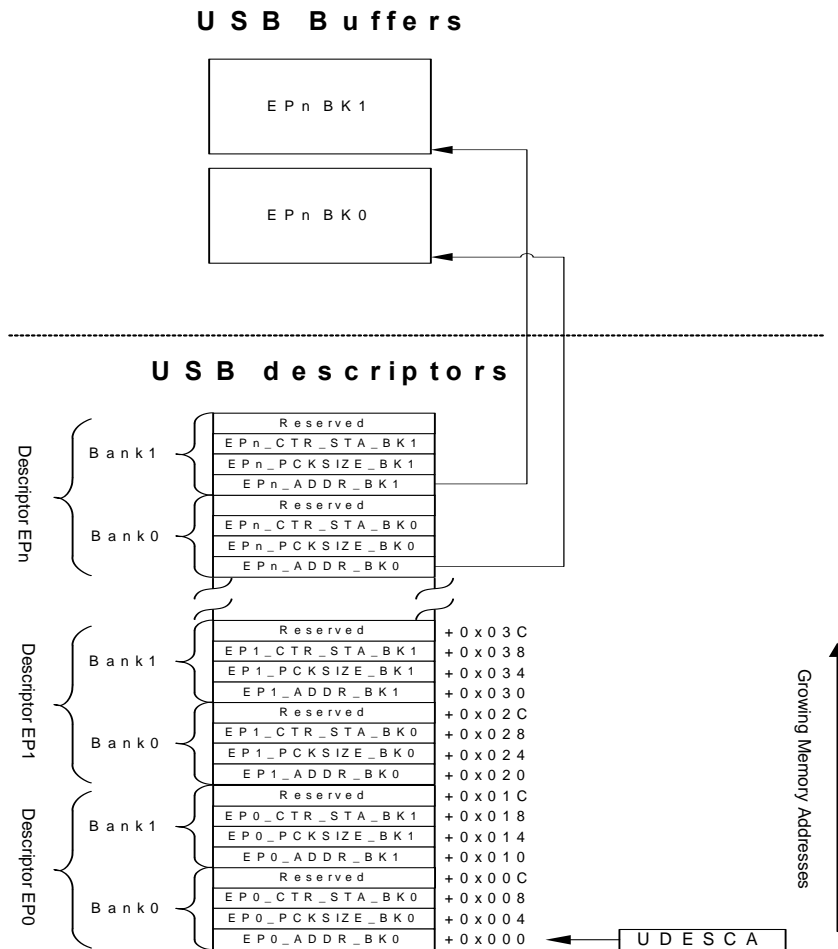 USB Buffers
EPn BK1
EPn BK0
USB descriptors
Descriptor EPn
Bank1
Reserved
EPn_CTR_STA_BK1
EPn_PCKSIZE_BK1
EPn_ADDR_BK1
Bank0
Reserved
EPn_CTR_STA_BK0
EPn_PCKSIZE_BK0
EPn_ADDR_BK0
Descriptor EP1
Bank1
Reserved +0x03C
EP1_CTR_STA_BK1 +0x038
EP1_PCKSIZE_BK1 +0x034
EP1_ADDR_BK1 +0x030
Bank0
Reserved +0x02C
EP1_CTR_STA_BK0 +0x028
EP1_PCKSIZE_BK0 +0x024
EP1_ADDR_BK0 +0x020
Descriptor EP0
Bank1
Reserved +0x01C
EP0_CTR_STA_BK1 +0x018
EP0_PCKSIZE_BK1 +0x014
EP0_ADDR_BK1 +0x010
Bank0
Reserved +0x00C
EP0_CTR_STA_BK0 +0x008
EP0_PCKSIZE_BK0 +0x004
EP0_ADDR_BK0 +0x000
UDESCA
Growing Memory Addresses